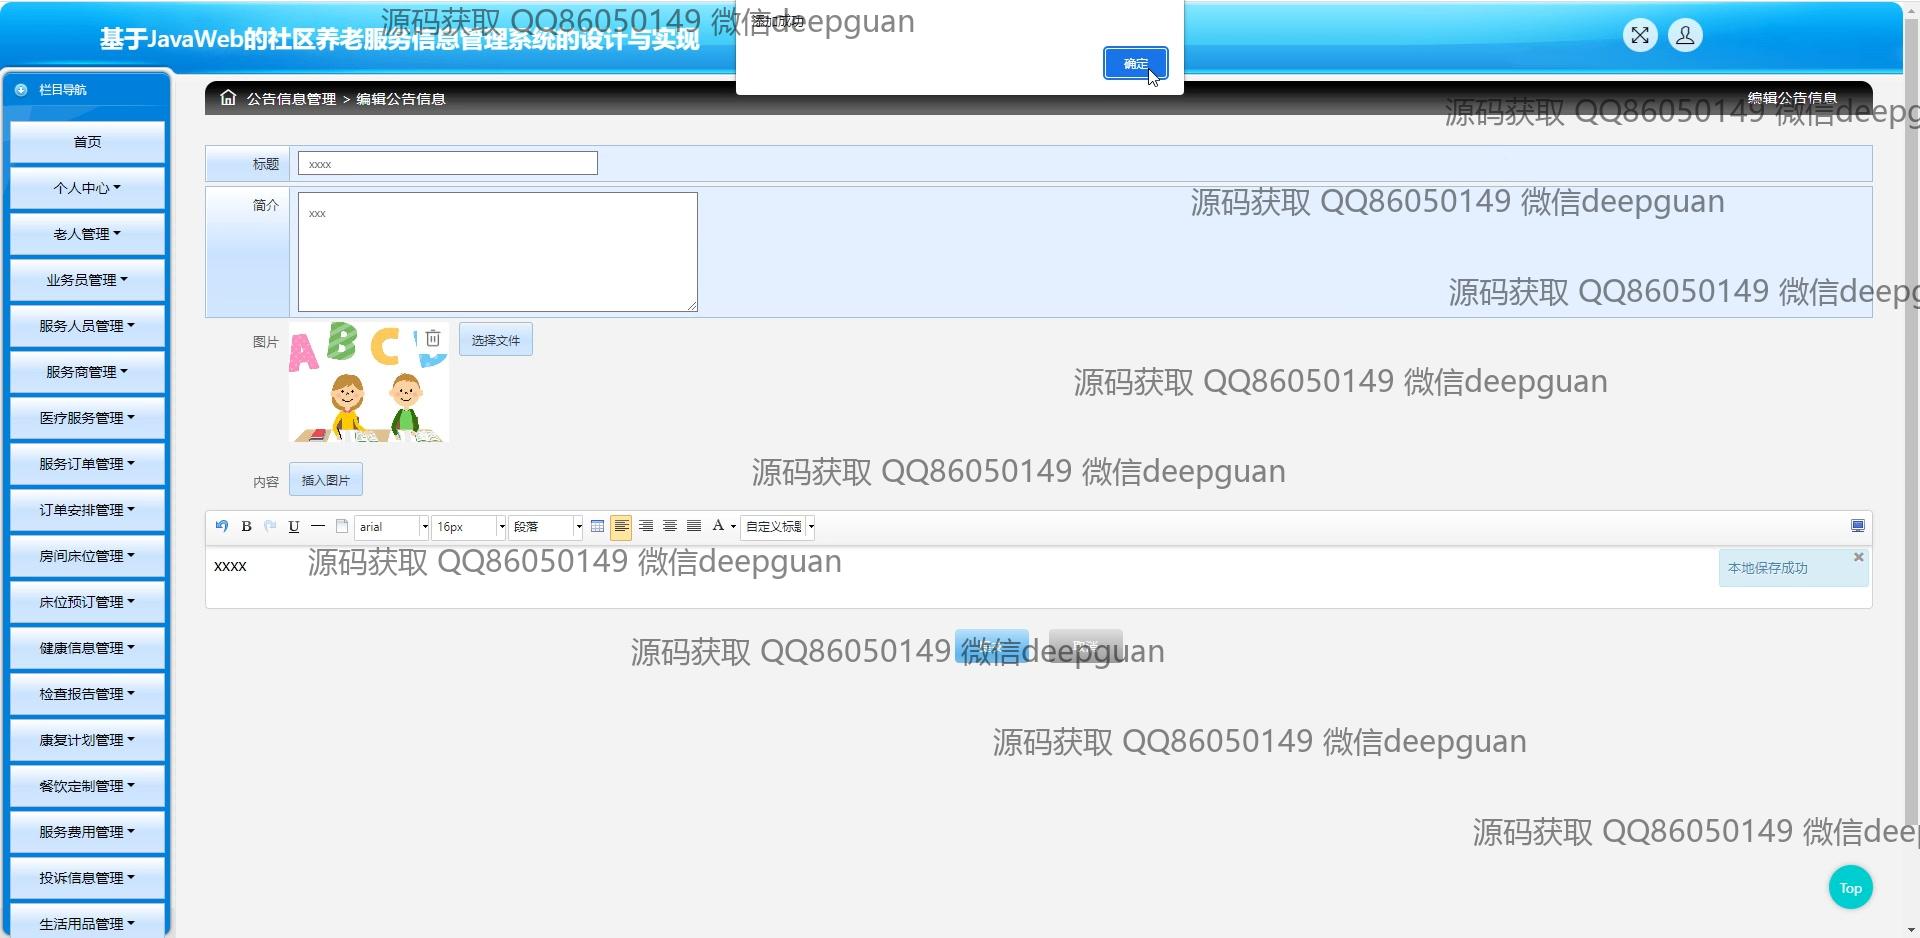 基于JavaWeb的社区养老服务信息管理系统的设计与实现
源码获取 QQ86050149 微信deepguan
添加成功
确定
栏目导航
首页
个人中心
老人管理
业务员管理
服务人员管理
服务商管理
医疗服务管理
服务订单管理
订单安排管理
房间床位管理
床位预订管理
健康信息管理
检查报告管理
康复计划管理
餐饮定制管理
服务费用管理
投诉信息管理
生活用品管理
公告信息管理 > 编辑公告信息
编辑公告信息
源码获取 QQ86050149 微信deepg
标题
xxxx
简介
xxx
源码获取 QQ86050149 微信deepguan
源码获取 QQ86050149 微信deepg
图片
A B C D
选择文件
源码获取 QQ86050149 微信deepguan
内容
插入图片
源码获取 QQ86050149 微信deepguan
B U arial 16px 段落 A 自定义标题
xxxx
源码获取 QQ86050149 微信deepguan
本地保存成功
源码获取 QQ86050149 微信deepguan
取消
源码获取 QQ86050149 微信deepguan
源码获取 QQ86050149 微信deep
Top